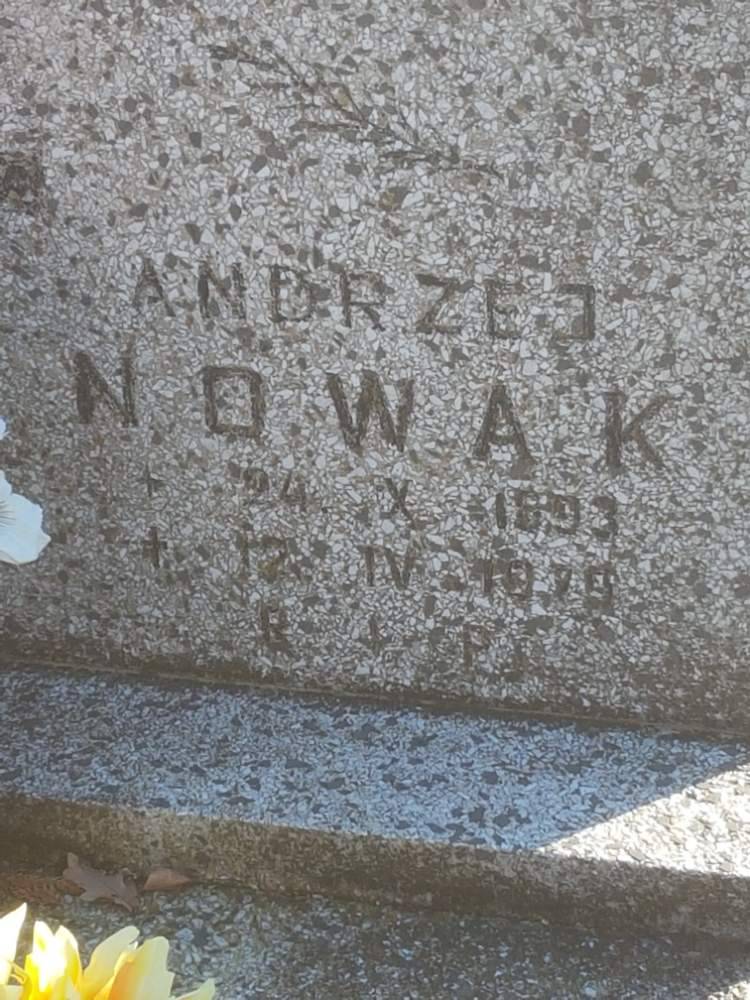 ANDRZEJ
NOWAK
* 24. X. 1893
† 12. IV. 1979
R. I. P.